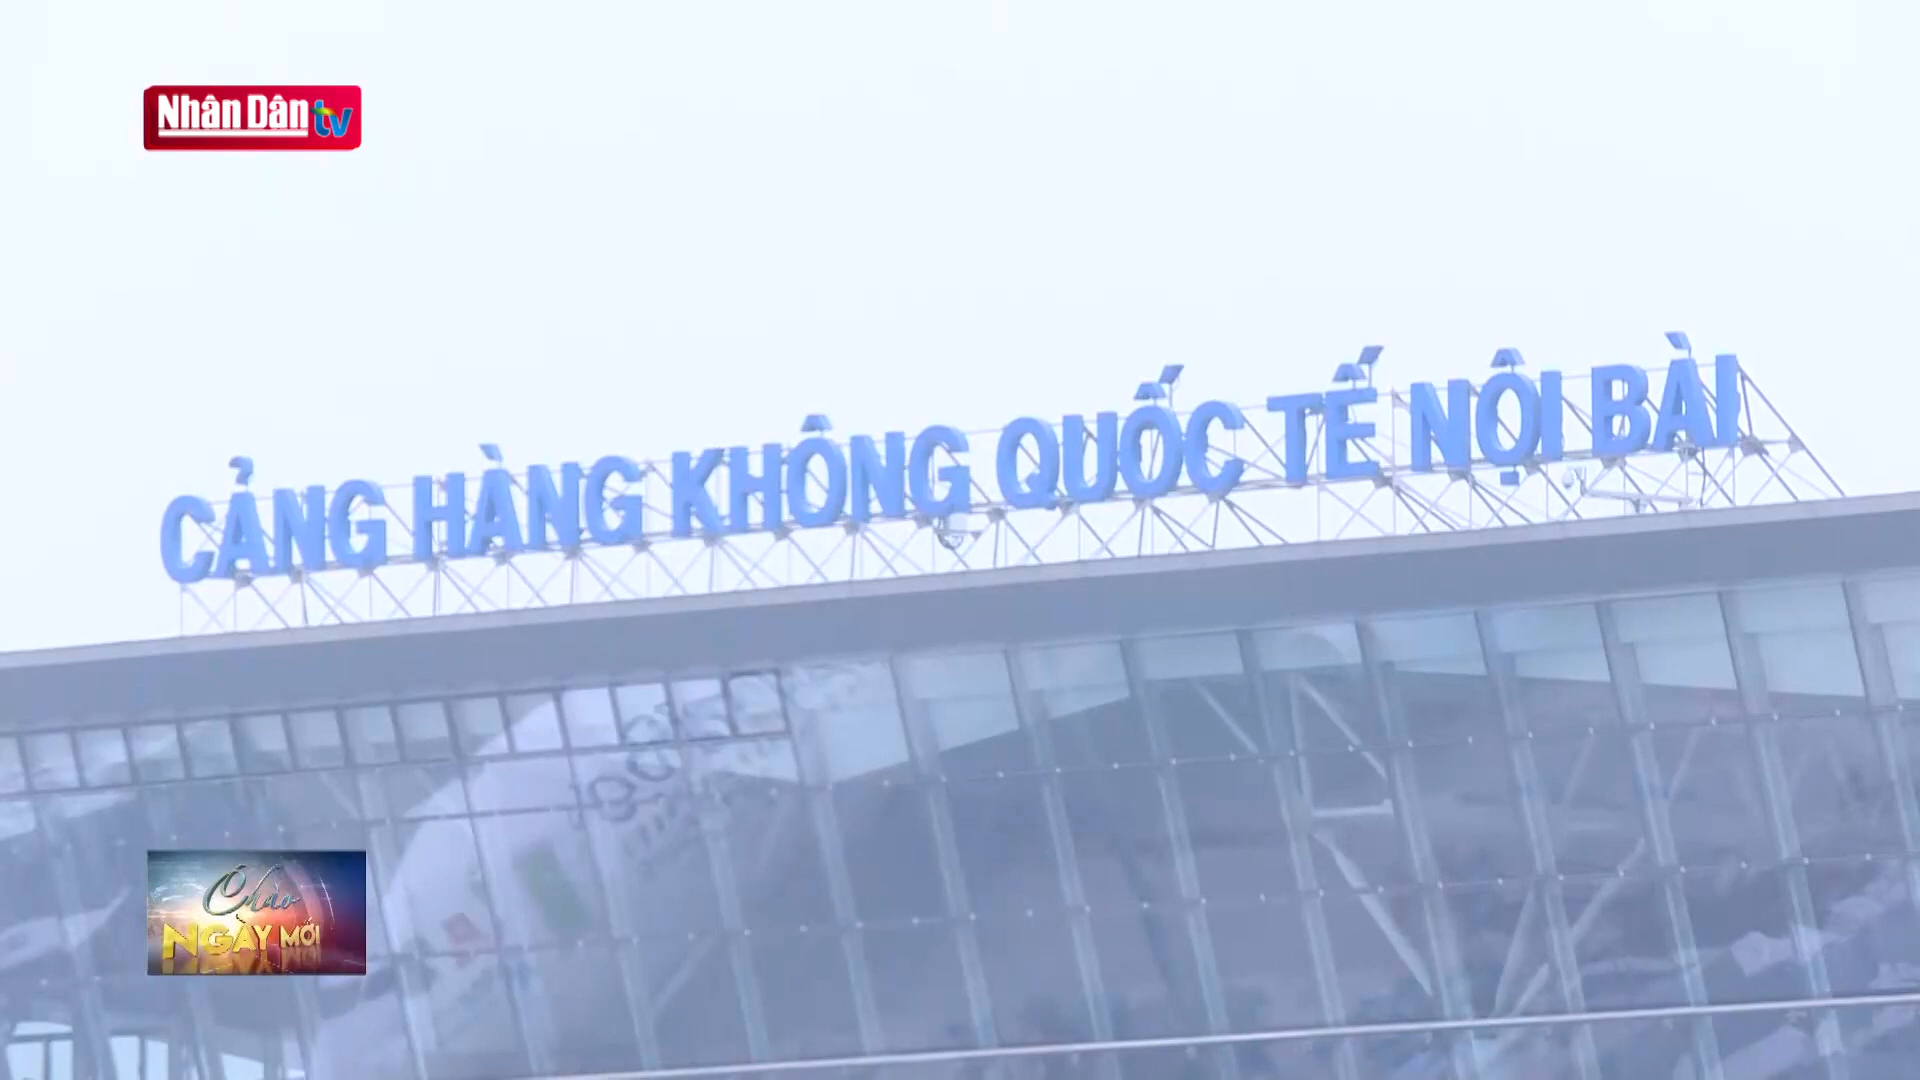 Nhân Dân tv
CẢNG HÀNG KHÔNG QUỐC TẾ NỘI BÀI
Chào
NGÀY MỚI